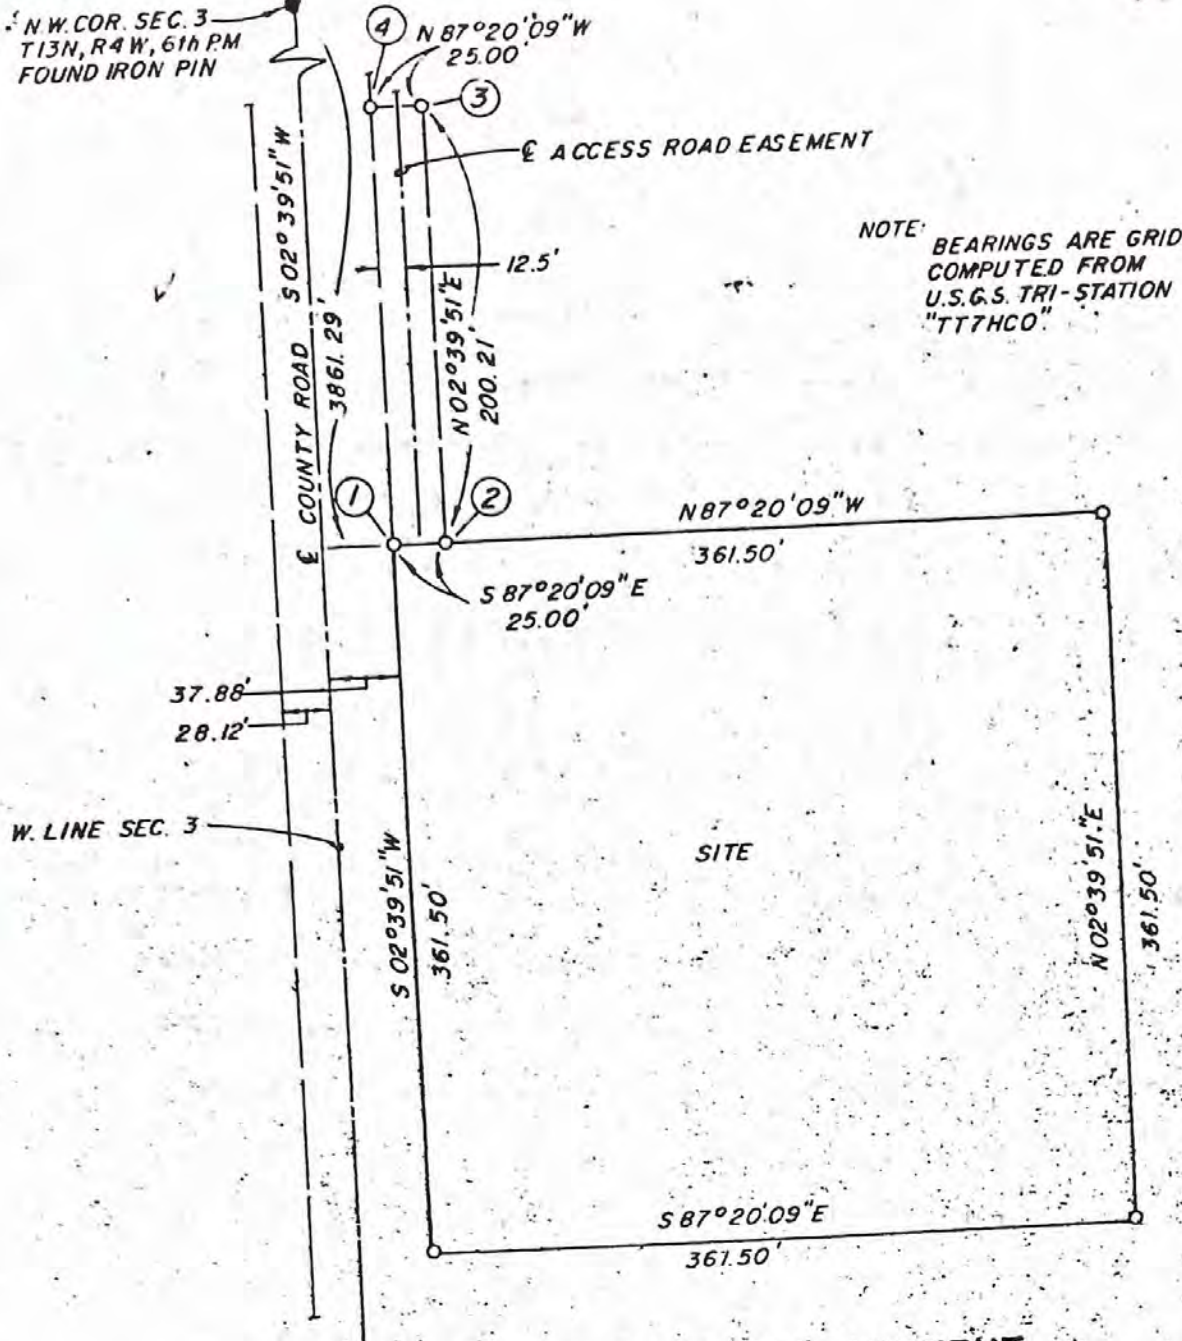 N.W. COR. SEC. 3
T13N, R4W, 6th P.M
FOUND IRON PIN
4
N 87°20'09"W
25.00'
3
℄ ACCESS ROAD EASEMENT
S 02°39'51"W
NOTE:
BEARINGS ARE GRID
COMPUTED FROM
U.S.G.S. TRI-STATION
"TT7HCO".
12.5'
3861.29'
N 02°39'51"E
200.21'
℄ COUNTY ROAD
1
2
N 87°20'09"W
361.50'
S 87°20'09"E
25.00'
37.88'
28.12'
W. LINE SEC. 3
SITE
S 02°39'51"W
361.50'
N 02°39'51"E
361.50'
S 87°20'09"E
361.50'